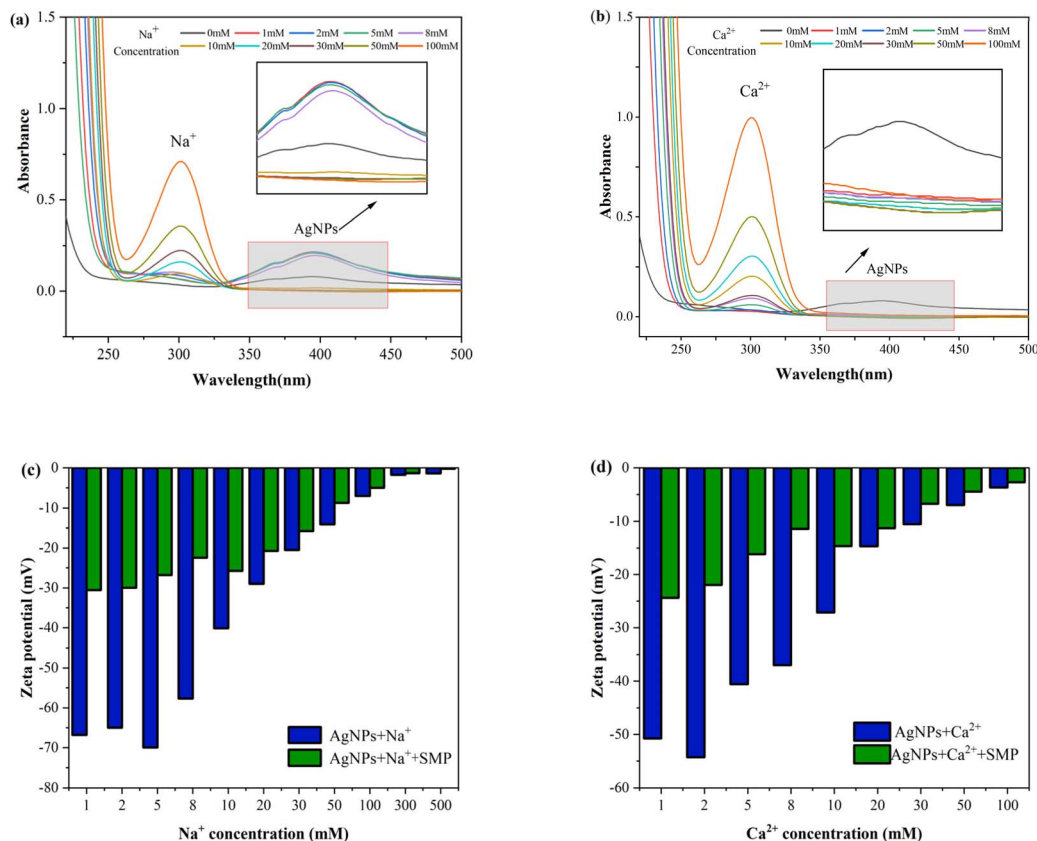 (a)
Na⁺
Concentration
0mM 1mM 2mM 5mM 8mM
10mM 20mM 30mM 50mM 100mM
Na⁺
AgNPs
Absorbance
1.5
1.0
0.5
0.0
250 300 350 400 450 500
Wavelength(nm)
(b)
Ca²⁺
Concentration
0mM 1mM 2mM 5mM 8mM
10mM 20mM 30mM 50mM 100mM
Ca²⁺
AgNPs
Absorbance
1.5
1.0
0.5
0.0
250 300 350 400 450 500
Wavelength(nm)
(c)
Zeta potential (mV)
0
-10
-20
-30
-40
-50
-60
-70
-80
AgNPs+Na⁺
AgNPs+Na⁺+SMP
1 2 5 8 10 20 30 50 100 300 500
Na⁺ concentration (mM)
(d)
Zeta potential (mV)
0
-10
-20
-30
-40
-50
-60
AgNPs+Ca²⁺
AgNPs+Ca²⁺+SMP
1 2 5 8 10 20 30 50 100
Ca²⁺ concentration (mM)